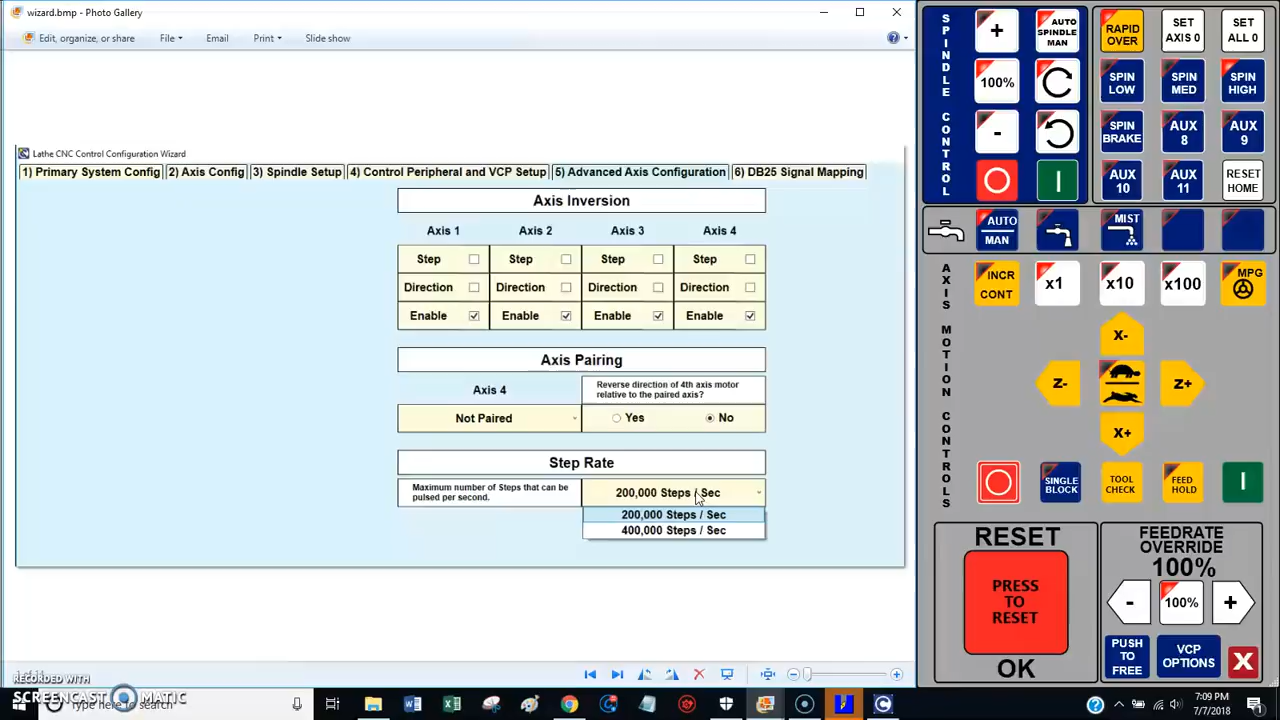 wizard.bmp - Photo Gallery
Edit, organize, or share
File
Email
Print
Slide show
Lathe CNC Control Configuration Wizard
1) Primary System Config
2) Axis Config
3) Spindle Setup
4) Control Peripheral and VCP Setup
5) Advanced Axis Configuration
6) DB25 Signal Mapping
Axis Inversion
Axis 1
Axis 2
Axis 3
Axis 4
Step
Step
Step
Step
Direction
Direction
Direction
Direction
Enable
Enable
Enable
Enable
Axis Pairing
Axis 4
Reverse direction of 4th axis motor
relative to the paired axis?
Not Paired
Yes
No
Step Rate
Maximum number of Steps that can be
pulsed per second.
200,000 Steps / Sec
200,000 Steps / Sec
400,000 Steps / Sec
RECORDED WITH
SCREENCAST MATIC
Type here to search
7:09 PM
7/7/2018
SPINDLE CONTROL
+
AUTO
SPINDLE
MAN
100%
-
RAPID
OVER
SET
AXIS 0
SET
ALL 0
SPIN
LOW
SPIN
MED
SPIN
HIGH
SPIN
BRAKE
AUX
8
AUX
9
AUX
10
AUX
11
RESET
HOME
AUTO
MAN
MIST
AXIS MOTION CONTROLS
INCR
CONT
x1
x10
x100
MPG
X-
Z-
Z+
X+
SINGLE
BLOCK
TOOL
CHECK
FEED
HOLD
RESET
PRESS
TO
RESET
OK
FEEDRATE
OVERRIDE
100%
-
100%
+
PUSH
TO
FREE
VCP
OPTIONS
X